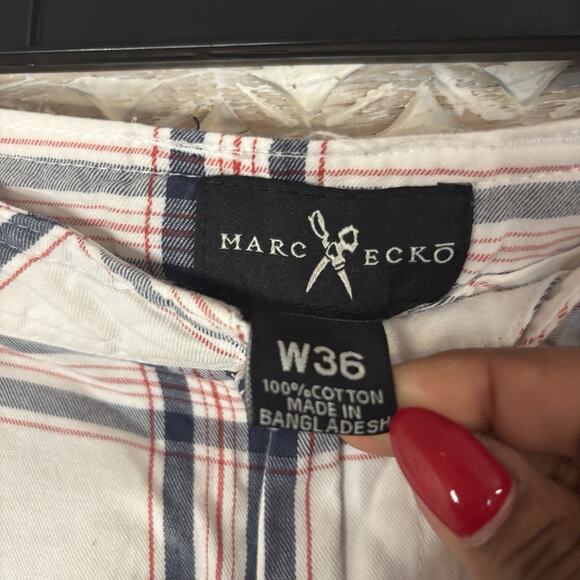 MARC ECKŌ
W36
100%COTTON
MADE IN
BANGLADESH